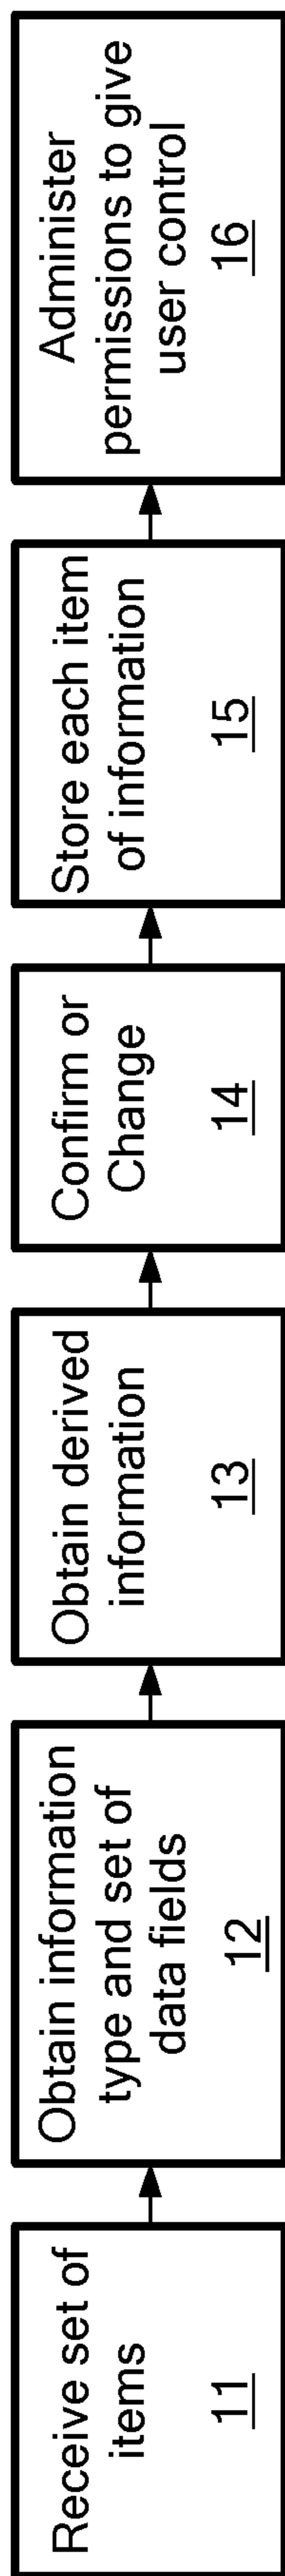 Receive set of
items
11
Obtain information
type and set of
data fields
12
Obtain derived
information
13
Confirm or
Change
14
Store each item
of information
15
Administer
permissions to give
user control
16